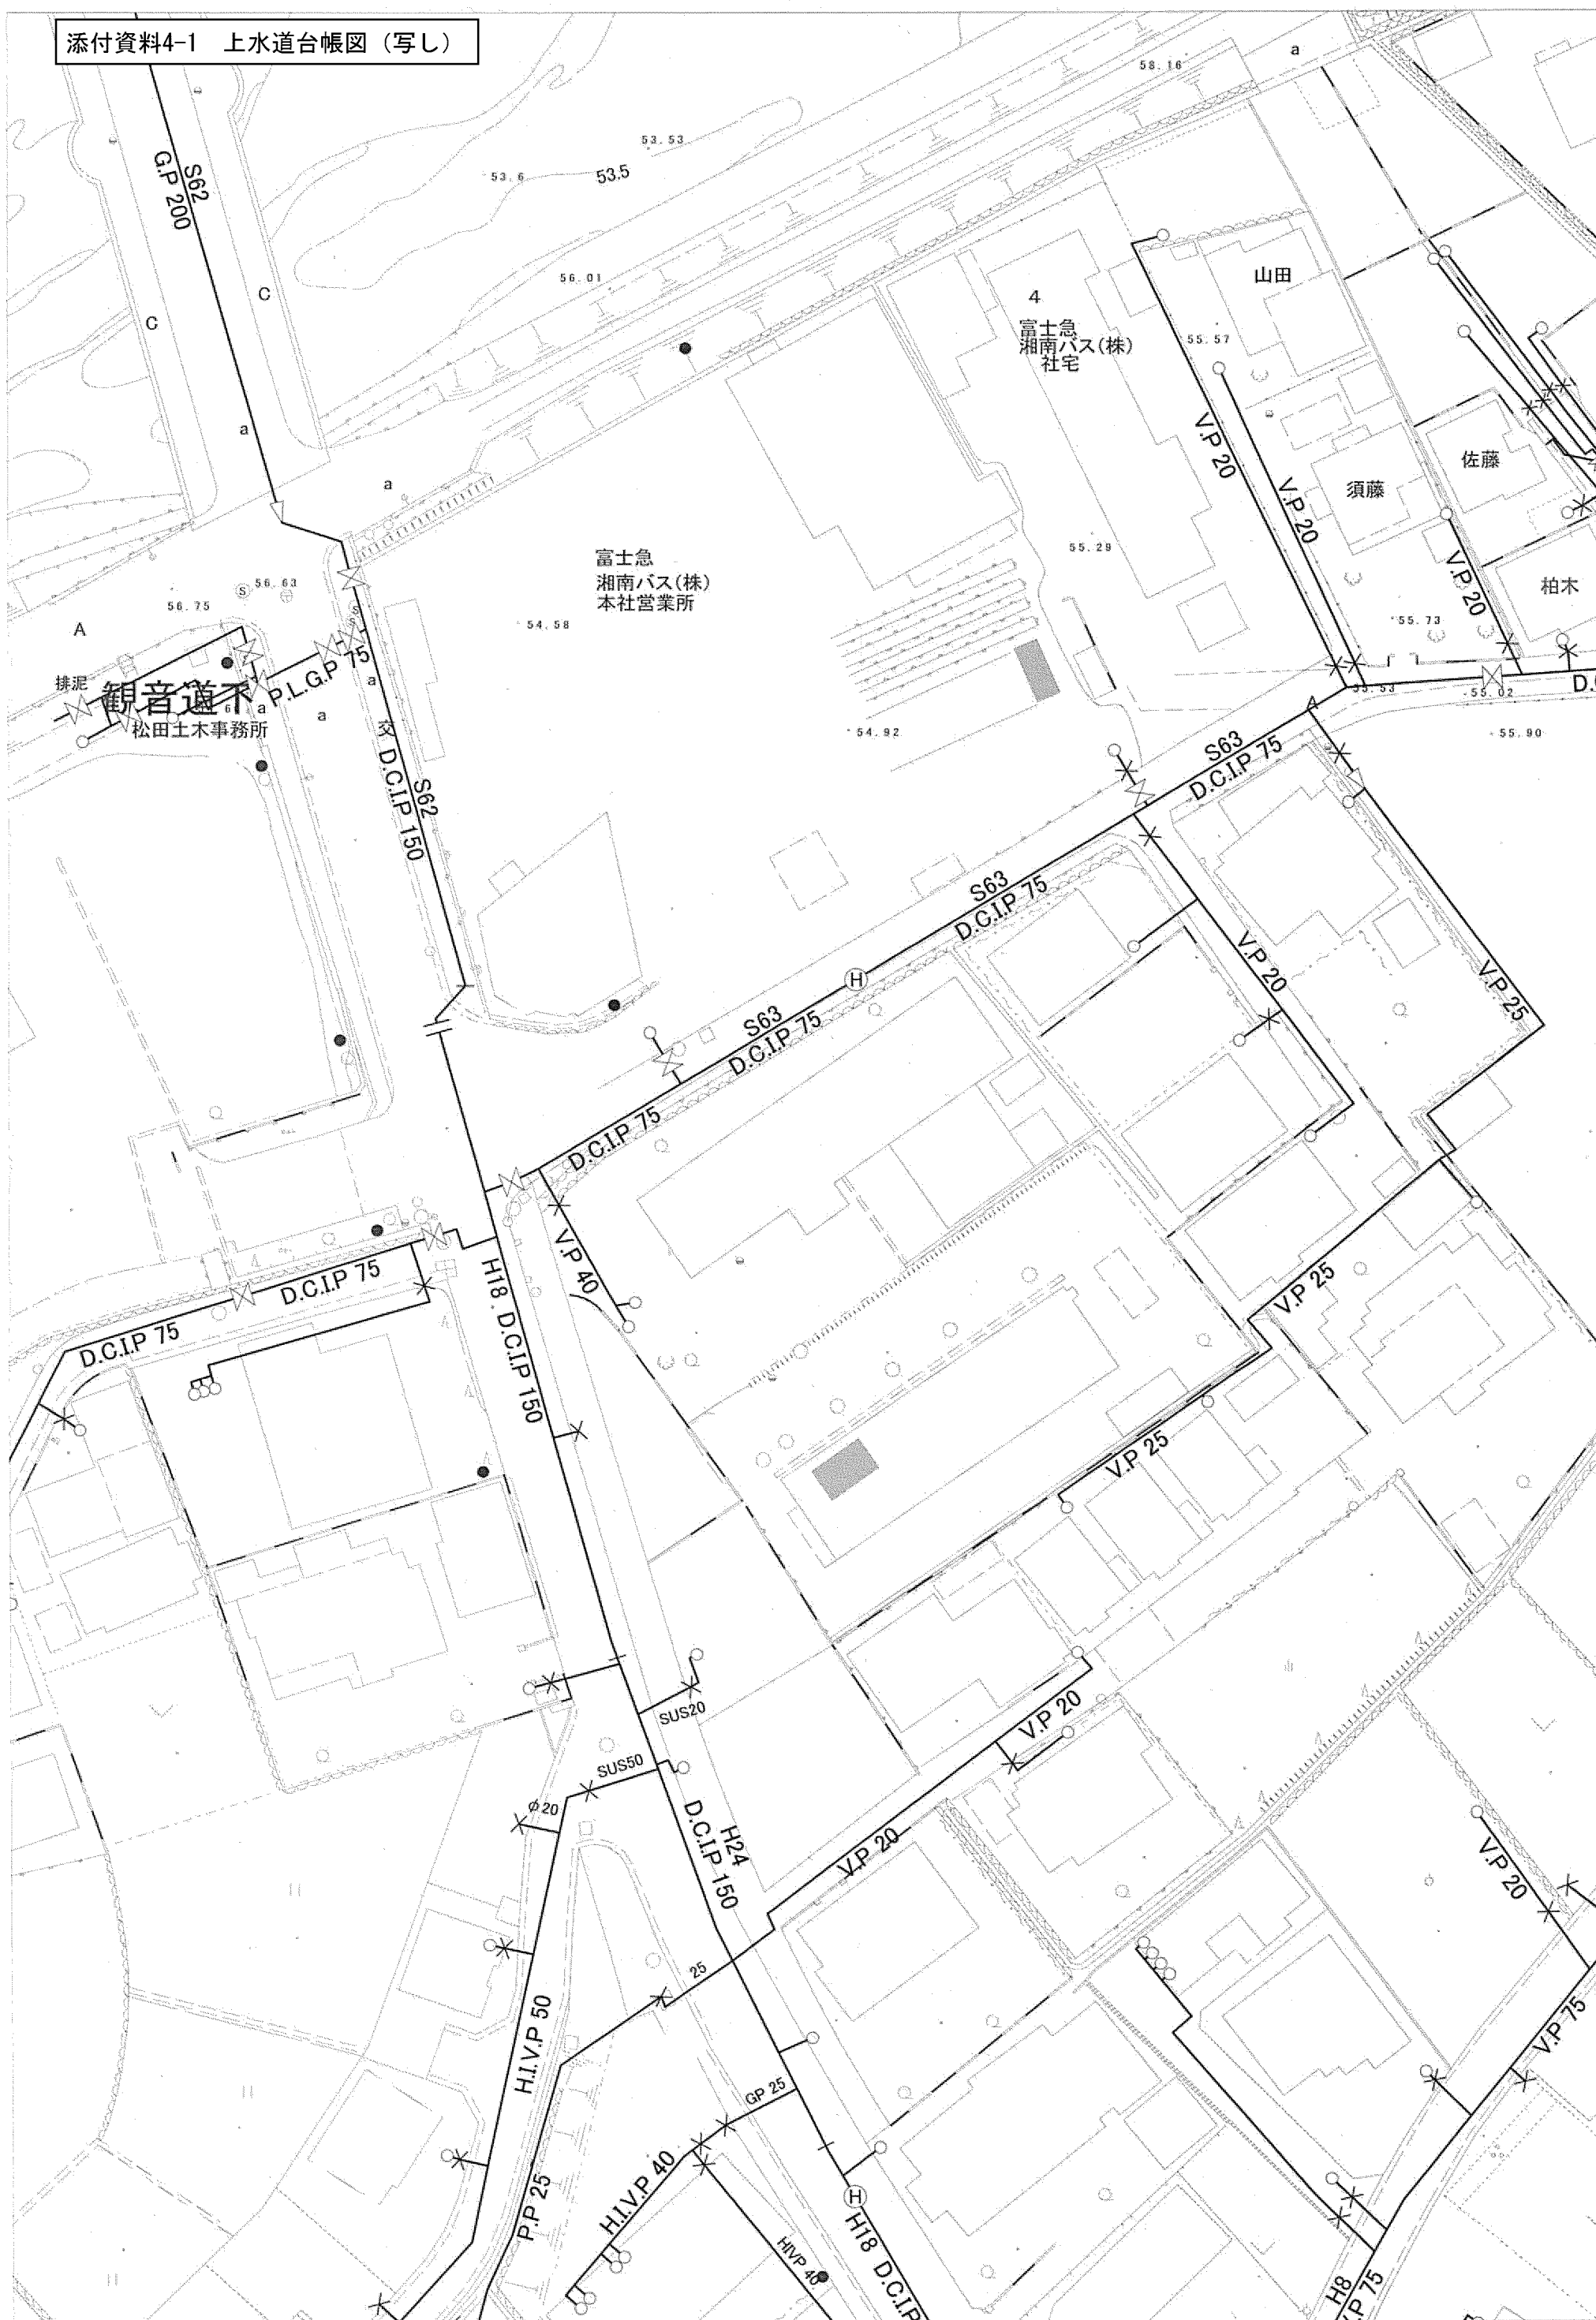 添付資料4-1 上水道台帳図（写し）
a
58.16
53.53
53.6
53.5
S62
G.P 200
56.01
C
C
4
富士急
湘南バス(株)
社宅
山田
55.57
a
V.P 20
V.P 20
須藤
佐藤
a
富士急
湘南バス(株)
本社営業所
55.29
V.P 20
柏木
S
56.63
56.75
S
A
54.58
55.73
排泥
観音道下
P.L.G.P 75
松田土木事務所
a
a
a
交
S62
D.C.I.P 150
54.92
A
55.53
55.02
55.90
S63
D.C.I.P 75
S63
D.C.I.P 75
H
V.P 20
V.P 25
S63
D.C.I.P 75
D.C.I.P 75
V.P 40
D.C.I.P 75
D.C.I.P 75
H18. D.C.I.P 150
V.P 25
V.P 25
SUS20
SUS50
φ20
V.P 20
V.P 20
H24
D.C.I.P 150
V.P 20
25
H.I.V.P 50
GP 25
V.P 75
P.P 25
H.I.V.P 40
HIVP 40
H
H18 D.C.I.P
H8
V.P 75